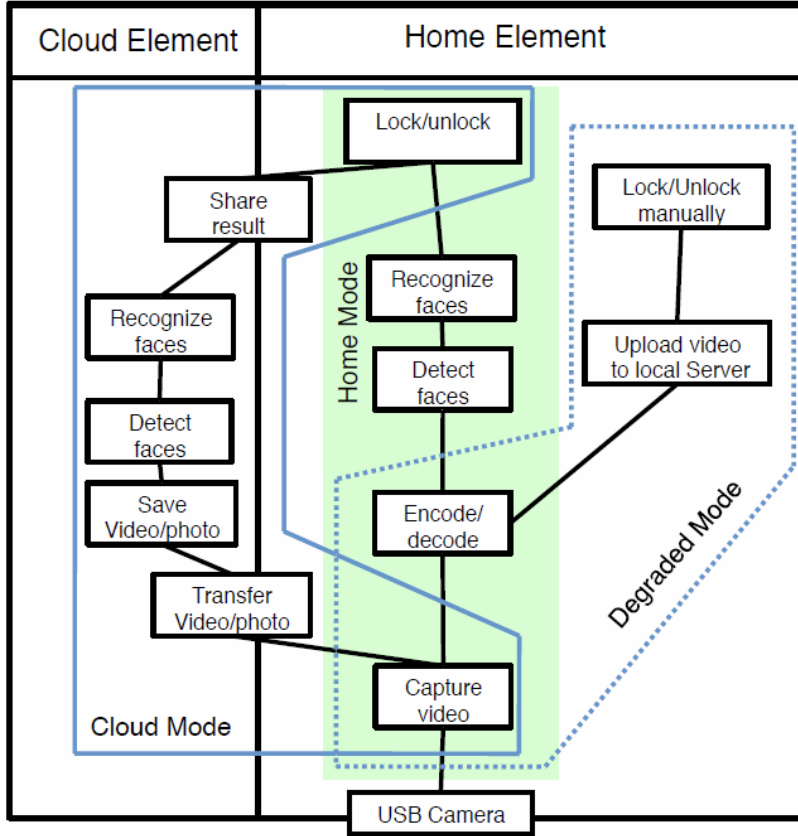 Cloud Element
Home Element
Lock/unlock
Share
result
Lock/Unlock
manually
Recognize
faces
Recognize
faces
Home Mode
Upload video
to local Server
Detect
faces
Detect
faces
Save
Video/photo
Encode/
decode
Degraded Mode
Transfer
Video/photo
Capture
video
Cloud Mode
USB Camera